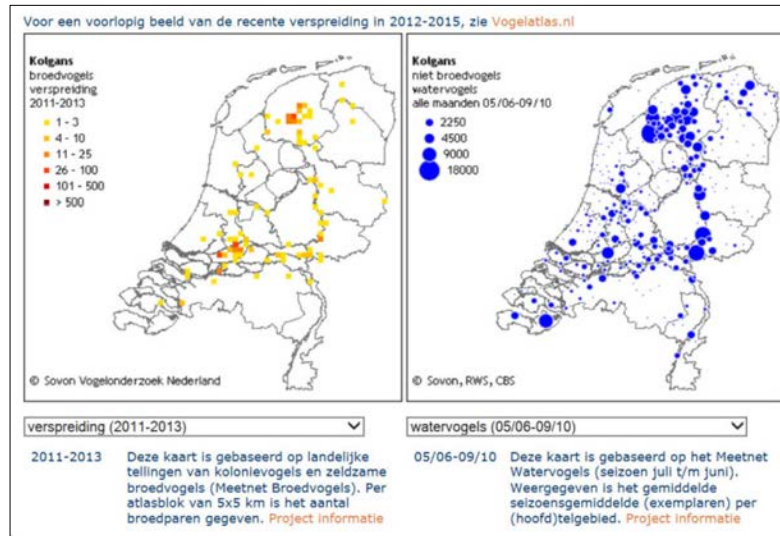 Voor een voorlopig beeld van de recente verspreiding in 2012-2015, zie Vogelatlas.nl
Kolgans
broedvogels
verspreiding
2011-2013
1 - 3
4 - 10
11 - 25
26 - 100
101 - 500
> 500
© Sovon Vogelonderzoek Nederland
Kolgans
niet broedvogels
watervogels
alle maanden 05/06-09/10
2250
4500
9000
18000
© Sovon, RWS, CBS
verspreiding (2011-2013)
watervogels (05/06-09/10)
2011-2013
Deze kaart is gebaseerd op landelijke
tellingen van kolonievogels en zeldzame
broedvogels (Meetnet Broedvogels). Per
atlasblok van 5x5 km is het aantal
broedparen gegeven. Project informatie
05/06-09/10
Deze kaart is gebaseerd op het Meetnet
Watervogels (seizoen juli t/m juni).
Weergegeven is het gemiddelde
seizoensgemiddelde (exemplaren) per
(hoofd)telgebied. Project informatie